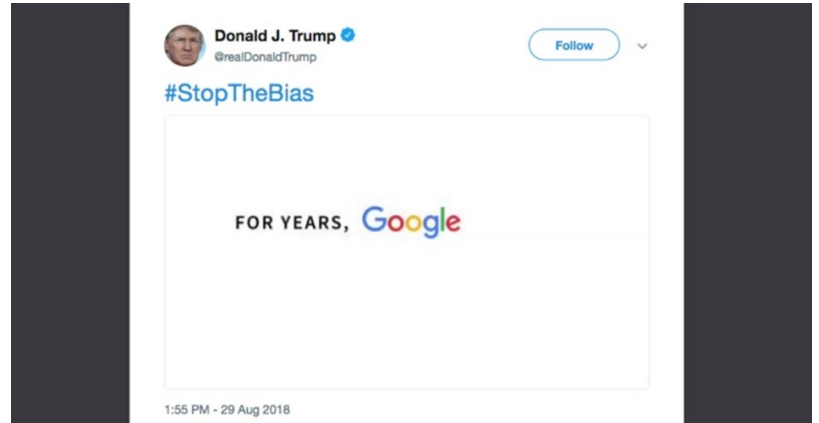 Donald J. Trump
@realDonaldTrump
Follow
#StopTheBias
FOR YEARS, Google
1:55 PM - 29 Aug 2018